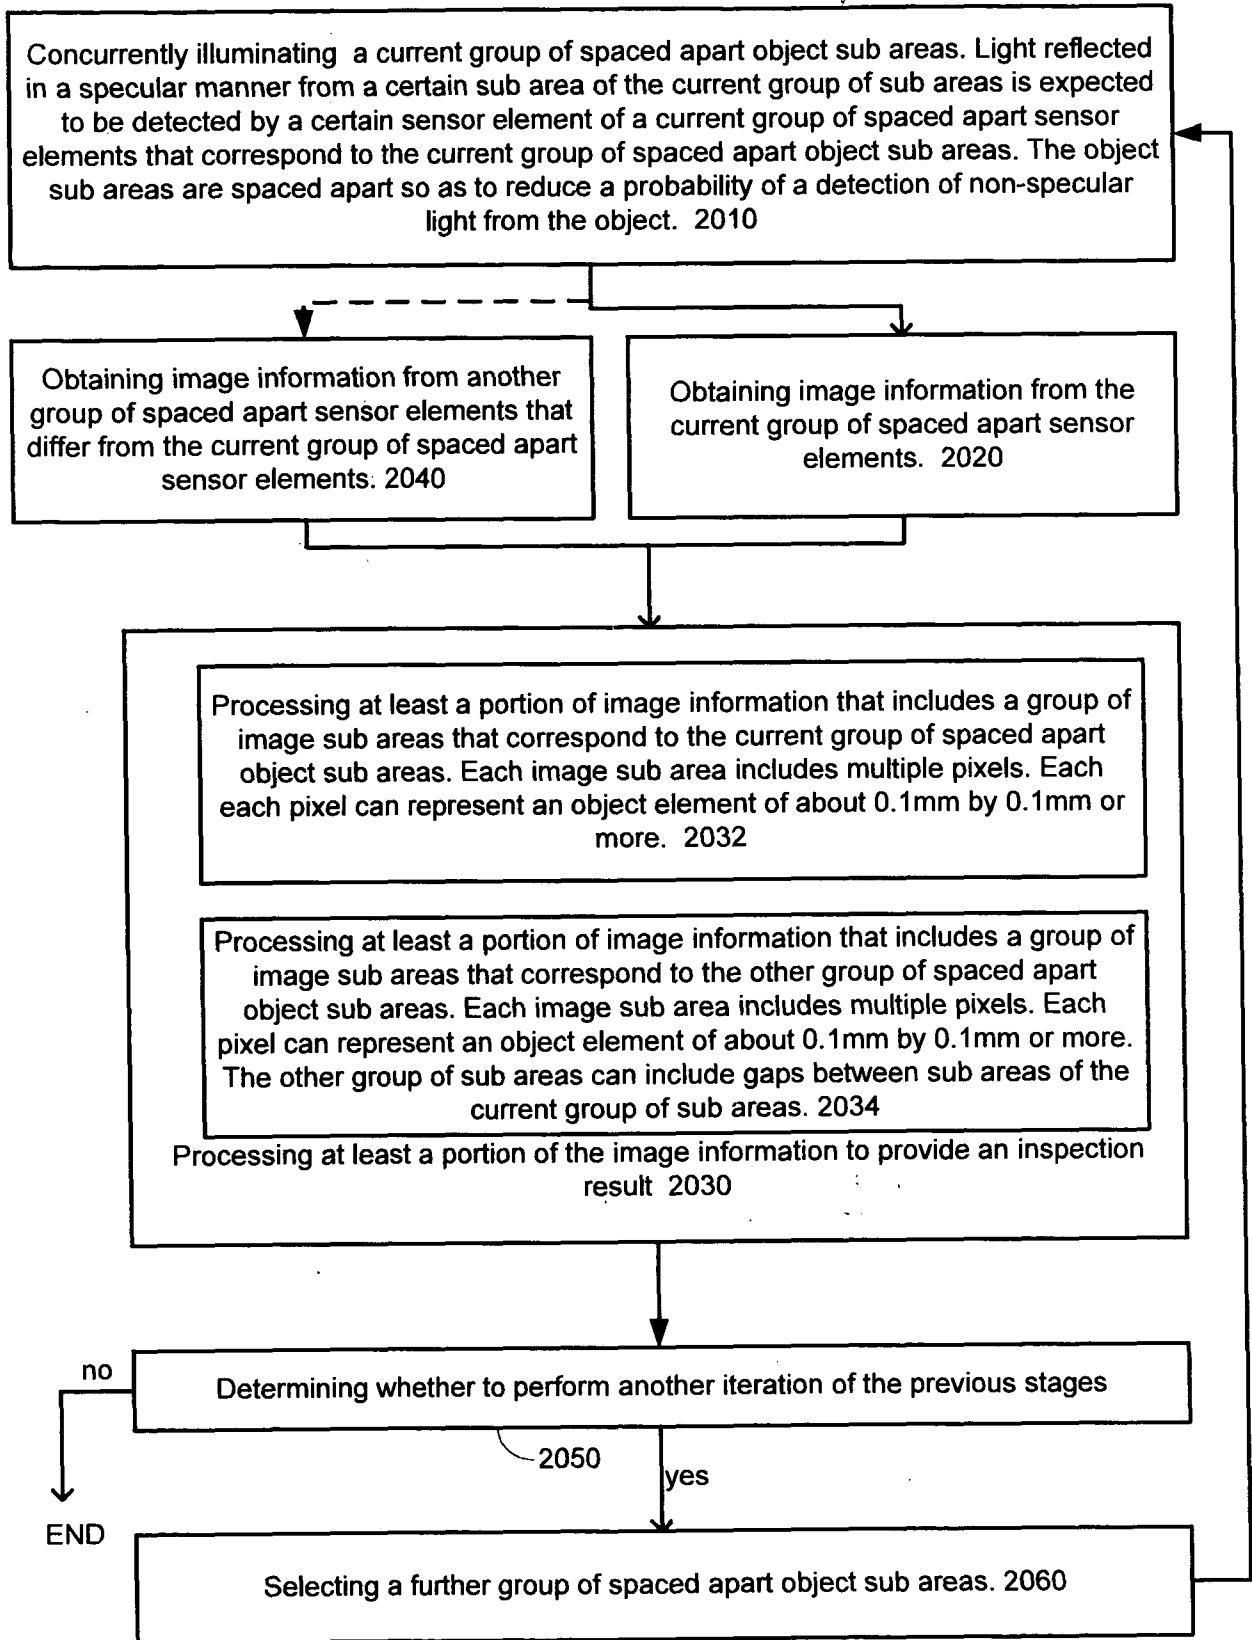 Concurrently illuminating a current group of spaced apart object sub areas. Light reflected
in a specular manner from a certain sub area of the current group of sub areas is expected
to be detected by a certain sensor element of a current group of spaced apart sensor
elements that correspond to the current group of spaced apart object sub areas. The object
sub areas are spaced apart so as to reduce a probability of a detection of non-specular
light from the object. 2010
Obtaining image information from another
group of spaced apart sensor elements that
differ from the current group of spaced apart
sensor elements. 2040
Obtaining image information from the
current group of spaced apart sensor
elements. 2020
Processing at least a portion of image information that includes a group of
image sub areas that correspond to the current group of spaced apart
object sub areas. Each image sub area includes multiple pixels. Each
each pixel can represent an object element of about 0.1mm by 0.1mm or
more. 2032
Processing at least a portion of image information that includes a group of
image sub areas that correspond to the other group of spaced apart
object sub areas. Each image sub area includes multiple pixels. Each
pixel can represent an object element of about 0.1mm by 0.1mm or more.
The other group of sub areas can include gaps between sub areas of the
current group of sub areas. 2034
Processing at least a portion of the image information to provide an inspection
result 2030
no
Determining whether to perform another iteration of the previous stages
2050
yes
END
Selecting a further group of spaced apart object sub areas. 2060